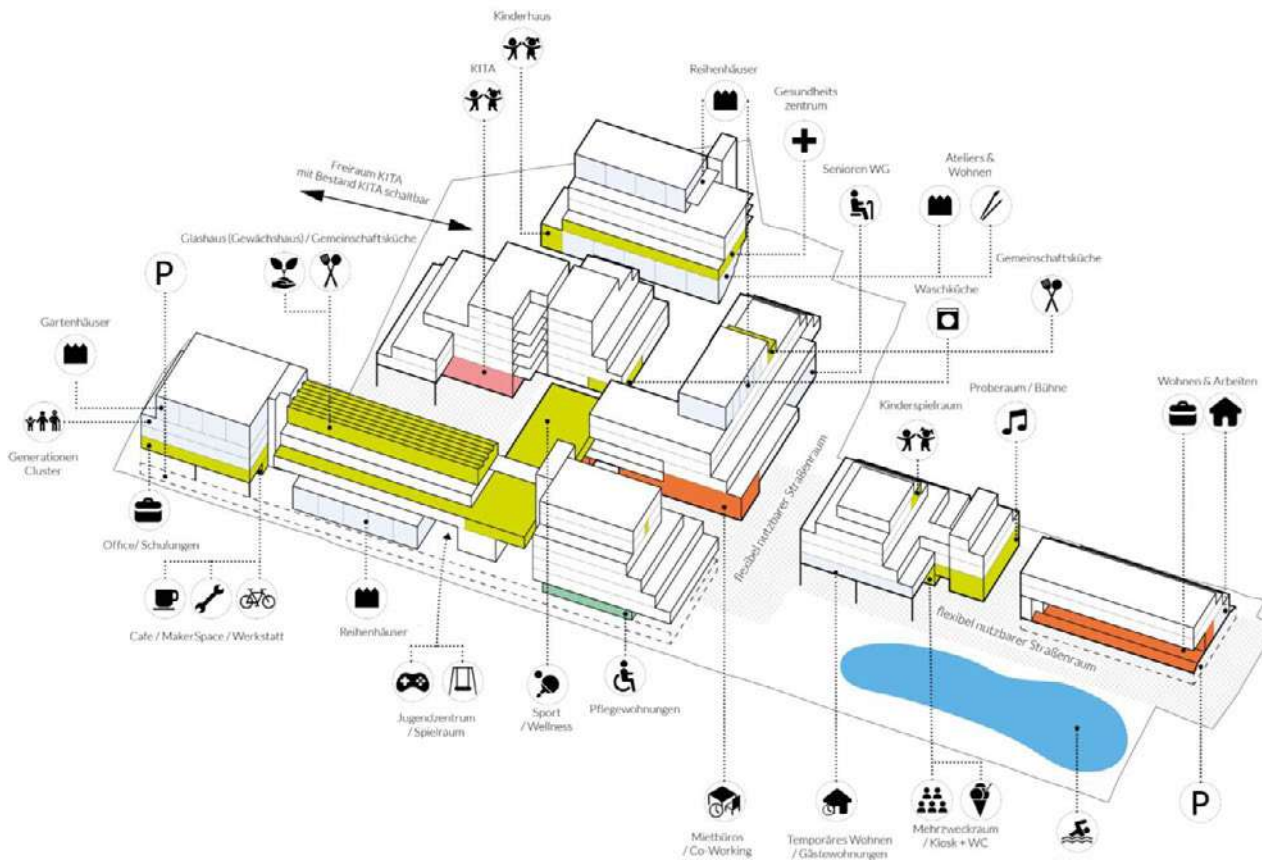 Kinderhaus
KITA
Reihenhäuser
Gesundheits
zentrum
Freiraum KITA
mit Bestand KITA schaltbar
Senioren WG
Ateliers &
Wohnen
Glashaus (Gewächshaus) / Gemeinschaftsküche
Gemeinschaftsküche
P
Waschküche
Gartenhäuser
Proberaum / Bühne
Wohnen & Arbeiten
Kinderspielraum
Generationen
Cluster
flexibel nutzbarer Straßenraum
Office/ Schulungen
Cafe / MakerSpace / Werkstatt
Reihenhäuser
flexibel nutzbarer Straßenraum
Jugendzentrum
/ Spielraum
Sport
/ Wellness
Pflegewohnungen
P
Mietbüros
/ Co-Working
Temporäres Wohnen
/ Gästewohnungen
Mehrzweckraum
/ Kiosk + WC